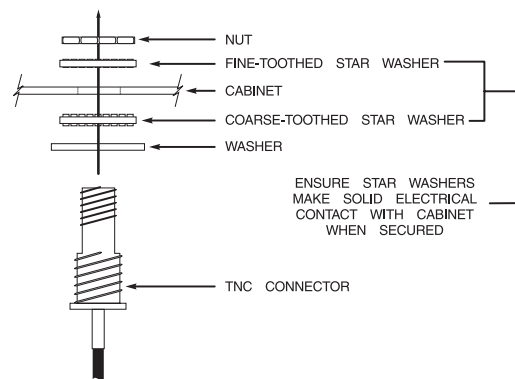 NUT
FINE-TOOTHED STAR WASHER
CABINET
COARSE-TOOTHED STAR WASHER
WASHER
ENSURE STAR WASHERS
MAKE SOLID ELECTRICAL
CONTACT WITH CABINET
WHEN SECURED
TNC CONNECTOR